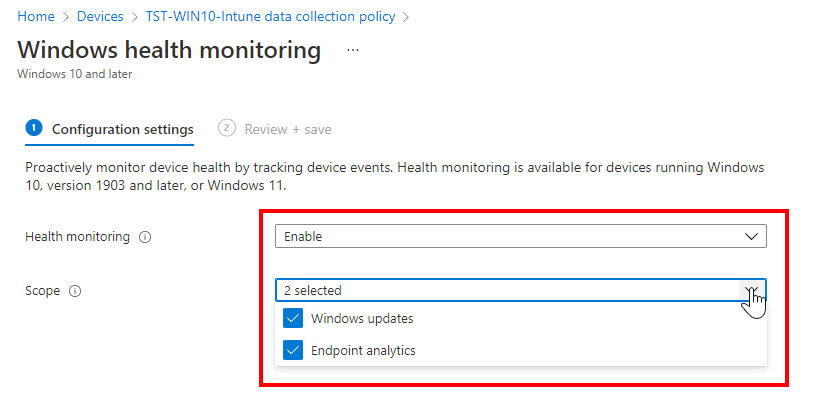 Home > Devices > TST-WIN10-Intune data collection policy >
Windows health monitoring ...
Windows 10 and later
1 Configuration settings 2 Review + save
Proactively monitor device health by tracking device events. Health monitoring is available for devices running Windows
10, version 1903 and later, or Windows 11.
Health monitoring Enable
Scope 2 selected
Windows updates
Endpoint analytics